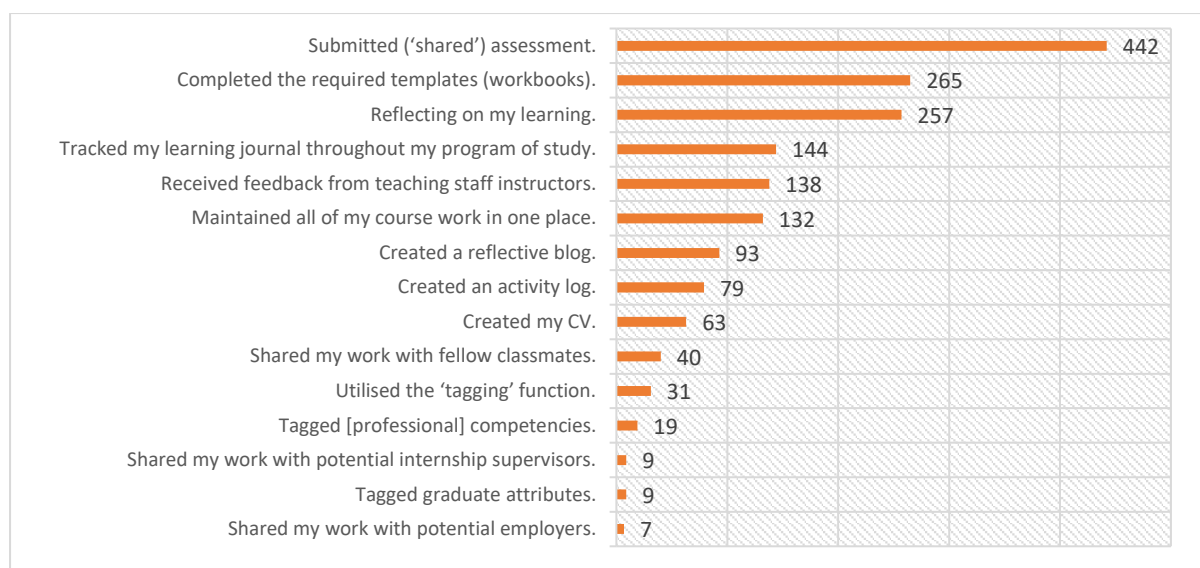 Submitted (‘shared’) assessment. 442
Completed the required templates (workbooks). 265
Reflecting on my learning. 257
Tracked my learning journal throughout my program of study. 144
Received feedback from teaching staff instructors. 138
Maintained all of my course work in one place. 132
Created a reflective blog. 93
Created an activity log. 79
Created my CV. 63
Shared my work with fellow classmates. 40
Utilised the ‘tagging’ function. 31
Tagged [professional] competencies. 19
Shared my work with potential internship supervisors. 9
Tagged graduate attributes. 9
Shared my work with potential employers. 7